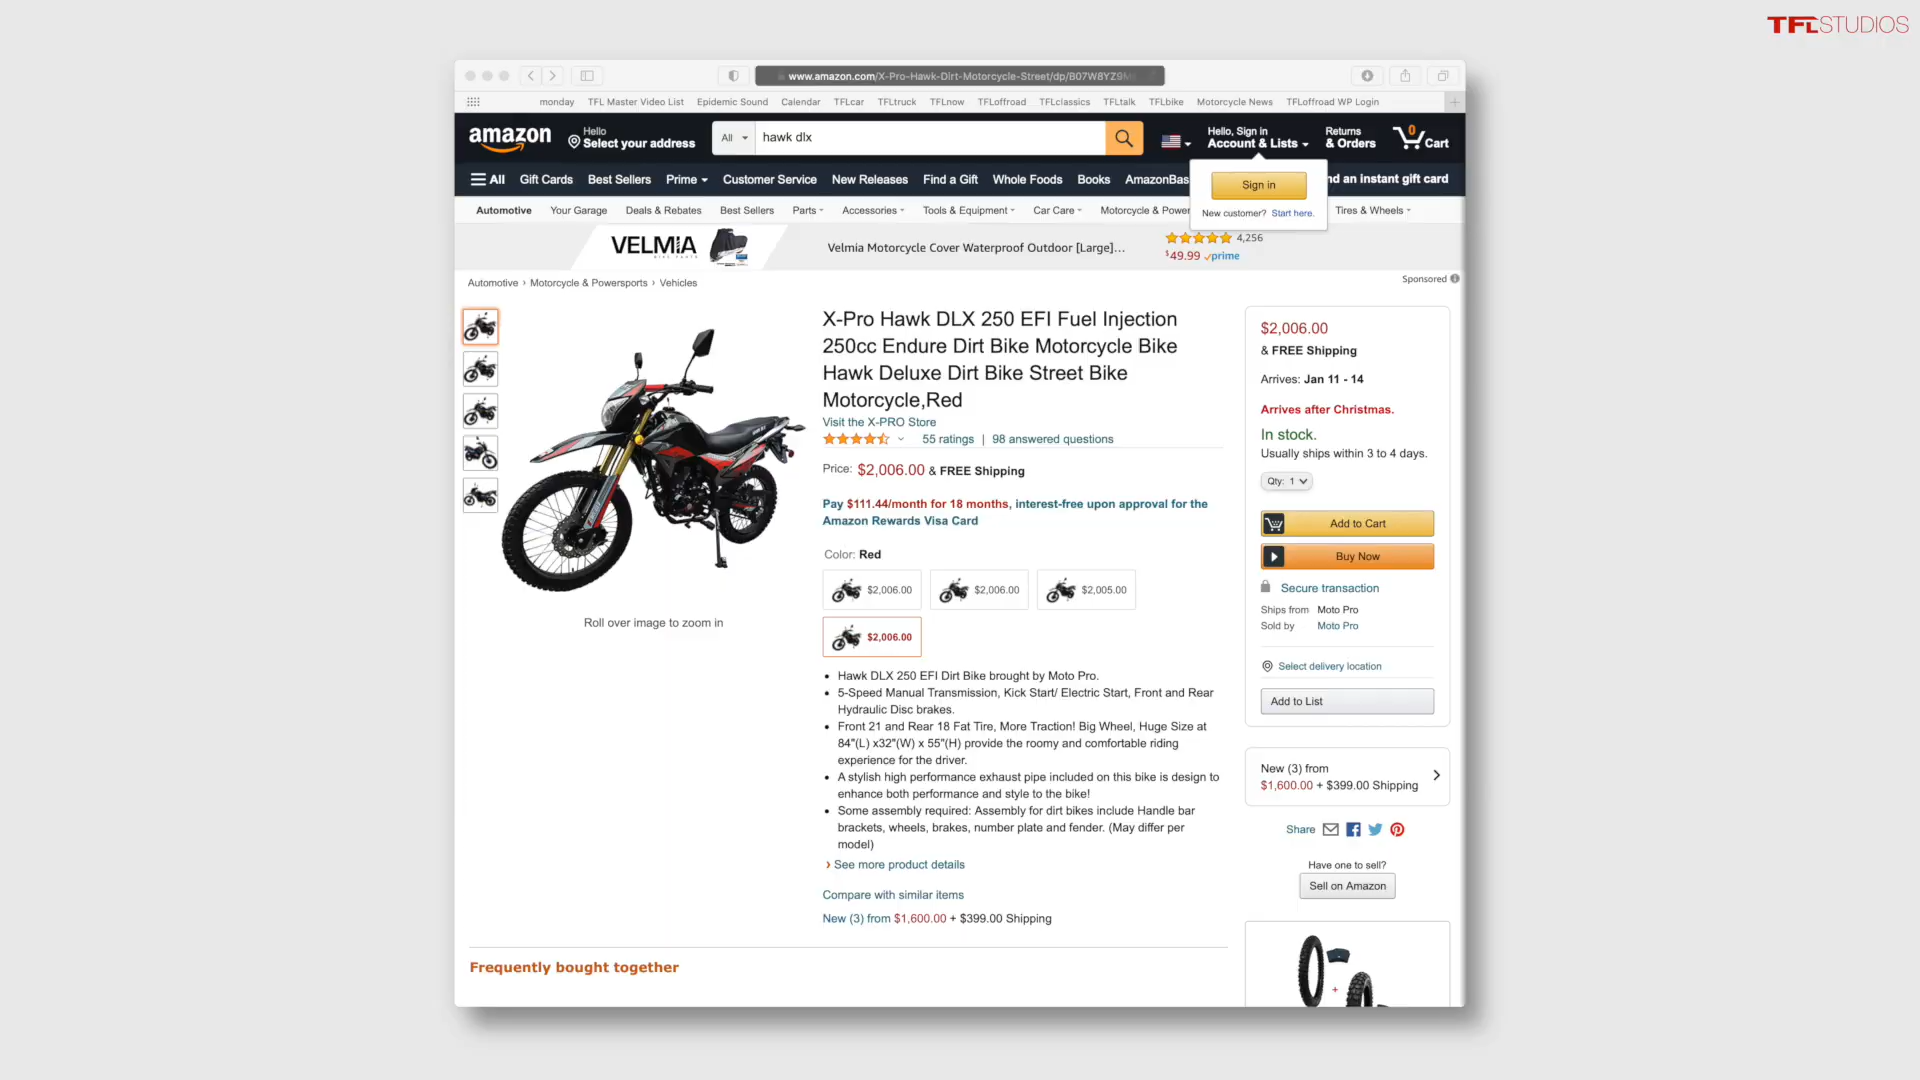 TFLSTUDIOS
www.amazon.com/X-Pro-Hawk-Dirt-Motorcycle-Street/dp/B07W8YZ9M
monday TFL Master Video List Epidemic Sound Calendar TFLcar TFLtruck TFLnow TFLoffroad TFLclassics TFLtalk TFLbike Motorcycle News TFLoffroad WP Login
amazon
Hello
Select your address
All
hawk dlx
Hello, Sign in
Account & Lists
Returns
& Orders
0
Cart
All Gift Cards Best Sellers Prime Customer Service New Releases Find a Gift Whole Foods Books AmazonBas
nd an instant gift card
Sign in
New customer? Start here.
Automotive Your Garage Deals & Rebates Best Sellers Parts Accessories Tools & Equipment Car Care Motorcycle & Power
Tires & Wheels
VELMIA
BIKE PARTS
Velmia Motorcycle Cover Waterproof Outdoor [Large]...
4,256
$49.99 prime
Sponsored
Automotive › Motorcycle & Powersports › Vehicles
Roll over image to zoom in
X-Pro Hawk DLX 250 EFI Fuel Injection
250cc Endure Dirt Bike Motorcycle Bike
Hawk Deluxe Dirt Bike Street Bike
Motorcycle,Red
Visit the X-PRO Store
55 ratings | 98 answered questions
Price: $2,006.00 & FREE Shipping
Pay $111.44/month for 18 months, interest-free upon approval for the
Amazon Rewards Visa Card
Color: Red
$2,006.00 $2,006.00 $2,005.00
$2,006.00
• Hawk DLX 250 EFI Dirt Bike brought by Moto Pro.
• 5-Speed Manual Transmission, Kick Start/ Electric Start, Front and Rear
Hydraulic Disc brakes.
• Front 21 and Rear 18 Fat Tire, More Traction! Big Wheel, Huge Size at
84"(L) x32"(W) x 55"(H) provide the roomy and comfortable riding
experience for the driver.
• A stylish high performance exhaust pipe included on this bike is design to
enhance both performance and style to the bike!
• Some assembly required: Assembly for dirt bikes include Handle bar
brackets, wheels, brakes, number plate and fender. (May differ per
model)
› See more product details
Compare with similar items
New (3) from $1,600.00 + $399.00 Shipping
$2,006.00
& FREE Shipping
Arrives: Jan 11 - 14
Arrives after Christmas.
In stock.
Usually ships within 3 to 4 days.
Qty: 1
Add to Cart
Buy Now
Secure transaction
Ships from Moto Pro
Sold by Moto Pro
Select delivery location
Add to List
New (3) from
$1,600.00 + $399.00 Shipping
Share
Have one to sell?
Sell on Amazon
+
Frequently bought together